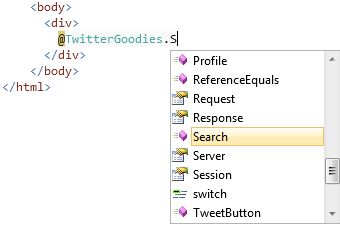 <body>
<div>
@TwitterGoodies.S
</div>
</body>
</html>
Profile
ReferenceEquals
Request
Response
Search
Server
Session
switch
TweetButton